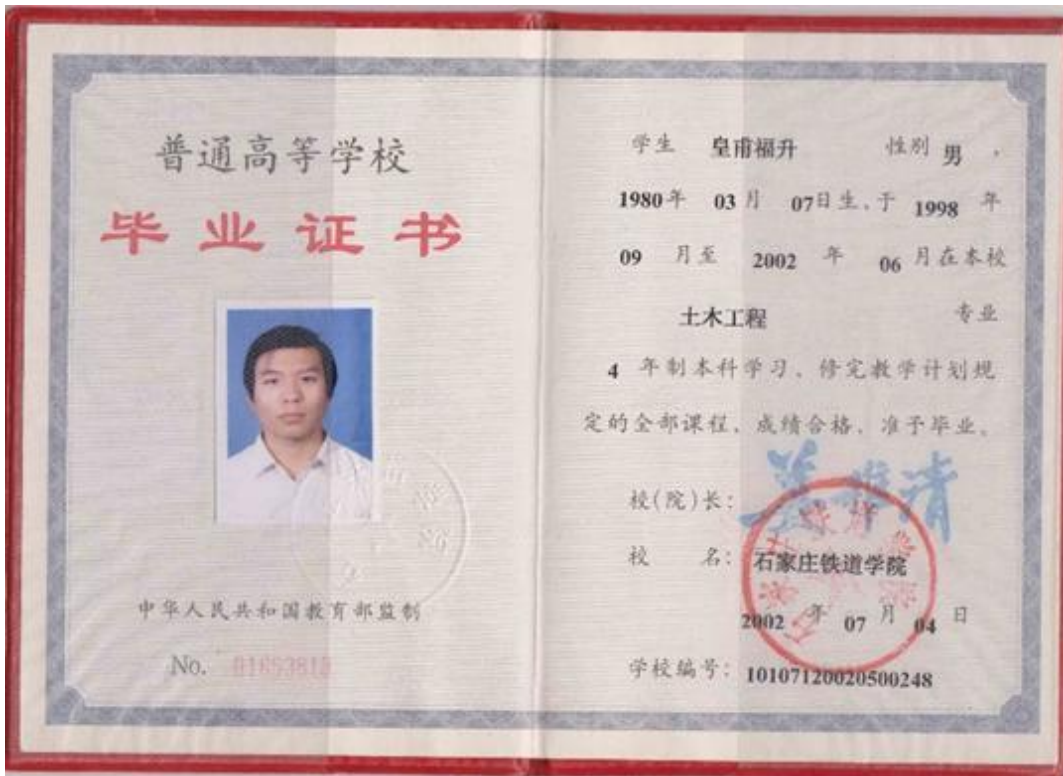 普通高等学校
毕业证书
中华人民共和国教育部监制
No.
学生 皇甫福升 性别 男,
1980年 03月 07日生,于 1998 年
09 月至 2002 年 06 月在本校
土木工程 专业
4 年制本科学习、修完教学计划规
定的全部课程、成绩合格、准予毕业。
校(院)长:
校 名: 石家庄铁道学院
2002 年 07 月 04 日
学校编号: 10107120020500248